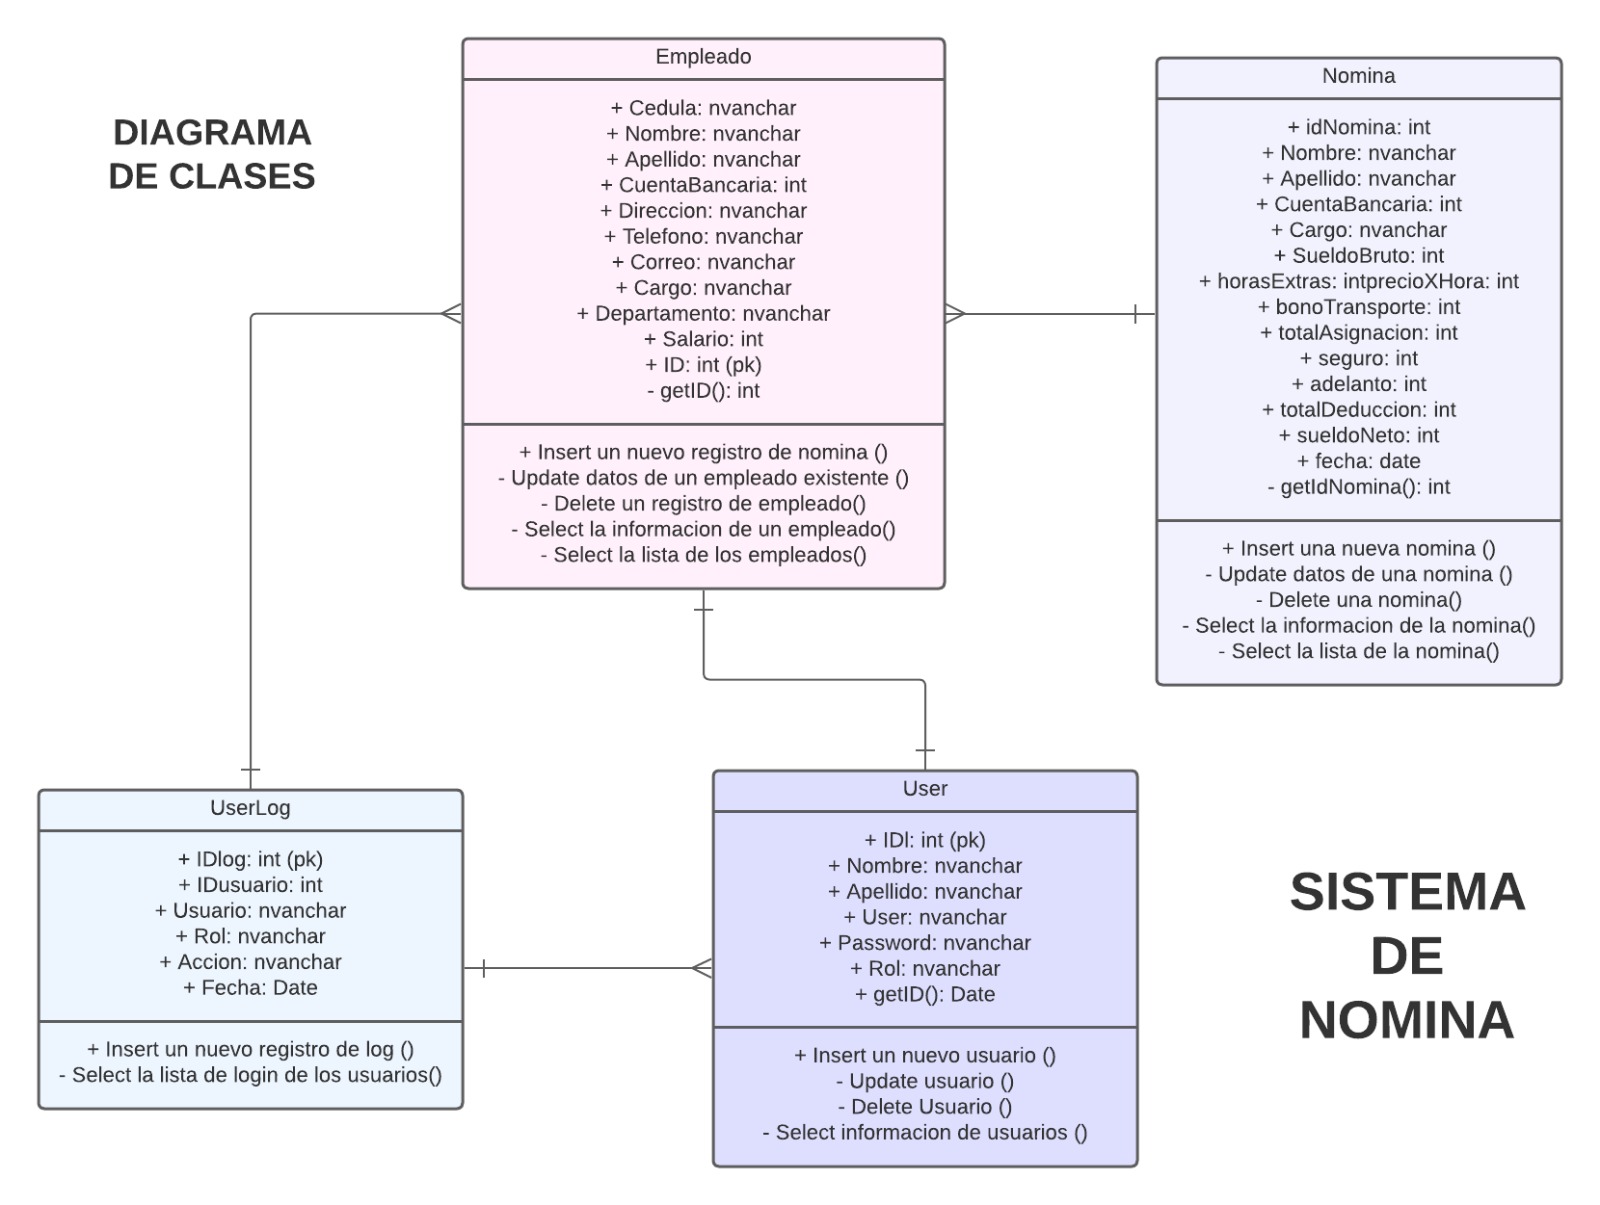 DIAGRAMA
DE CLASES
Empleado
+ Cedula: nvanchar
+ Nombre: nvanchar
+ Apellido: nvanchar
+ CuentaBancaria: int
+ Direccion: nvanchar
+ Telefono: nvanchar
+ Correo: nvanchar
+ Cargo: nvanchar
+ Departamento: nvanchar
+ Salario: int
+ ID: int (pk)
- getID(): int
+ Insert un nuevo registro de nomina ()
- Update datos de un empleado existente ()
- Delete un registro de empleado()
- Select la informacion de un empleado()
- Select la lista de los empleados()
Nomina
+ idNomina: int
+ Nombre: nvanchar
+ Apellido: nvanchar
+ CuentaBancaria: int
+ Cargo: nvanchar
+ SueldoBruto: int
+ horasExtras: intprecioXHora: int
+ bonoTransporte: int
+ totalAsignacion: int
+ seguro: int
+ adelanto: int
+ totalDeduccion: int
+ sueldoNeto: int
+ fecha: date
- getIdNomina(): int
+ Insert una nueva nomina ()
- Update datos de una nomina ()
- Delete una nomina()
- Select la informacion de la nomina()
- Select la lista de la nomina()
UserLog
+ IDlog: int (pk)
+ IDusuario: int
+ Usuario: nvanchar
+ Rol: nvanchar
+ Accion: nvanchar
+ Fecha: Date
+ Insert un nuevo registro de log ()
- Select la lista de login de los usuarios()
User
+ IDl: int (pk)
+ Nombre: nvanchar
+ Apellido: nvanchar
+ User: nvanchar
+ Password: nvanchar
+ Rol: nvanchar
+ getID(): Date
+ Insert un nuevo usuario ()
- Update usuario ()
- Delete Usuario ()
- Select informacion de usuarios ()
SISTEMA
DE
NOMINA